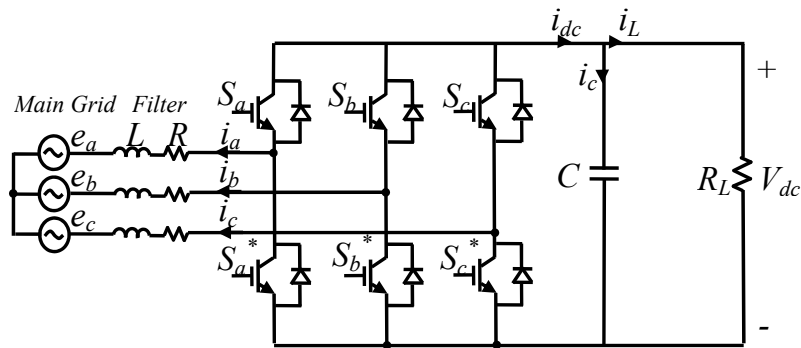 i_dc i_L
i_c +
S_a S_b S_c
Main Grid Filter
e_a L R i_a
e_b i_b
e_c i_c
C R_L V_dc
S_a* S_b* S_c*
-